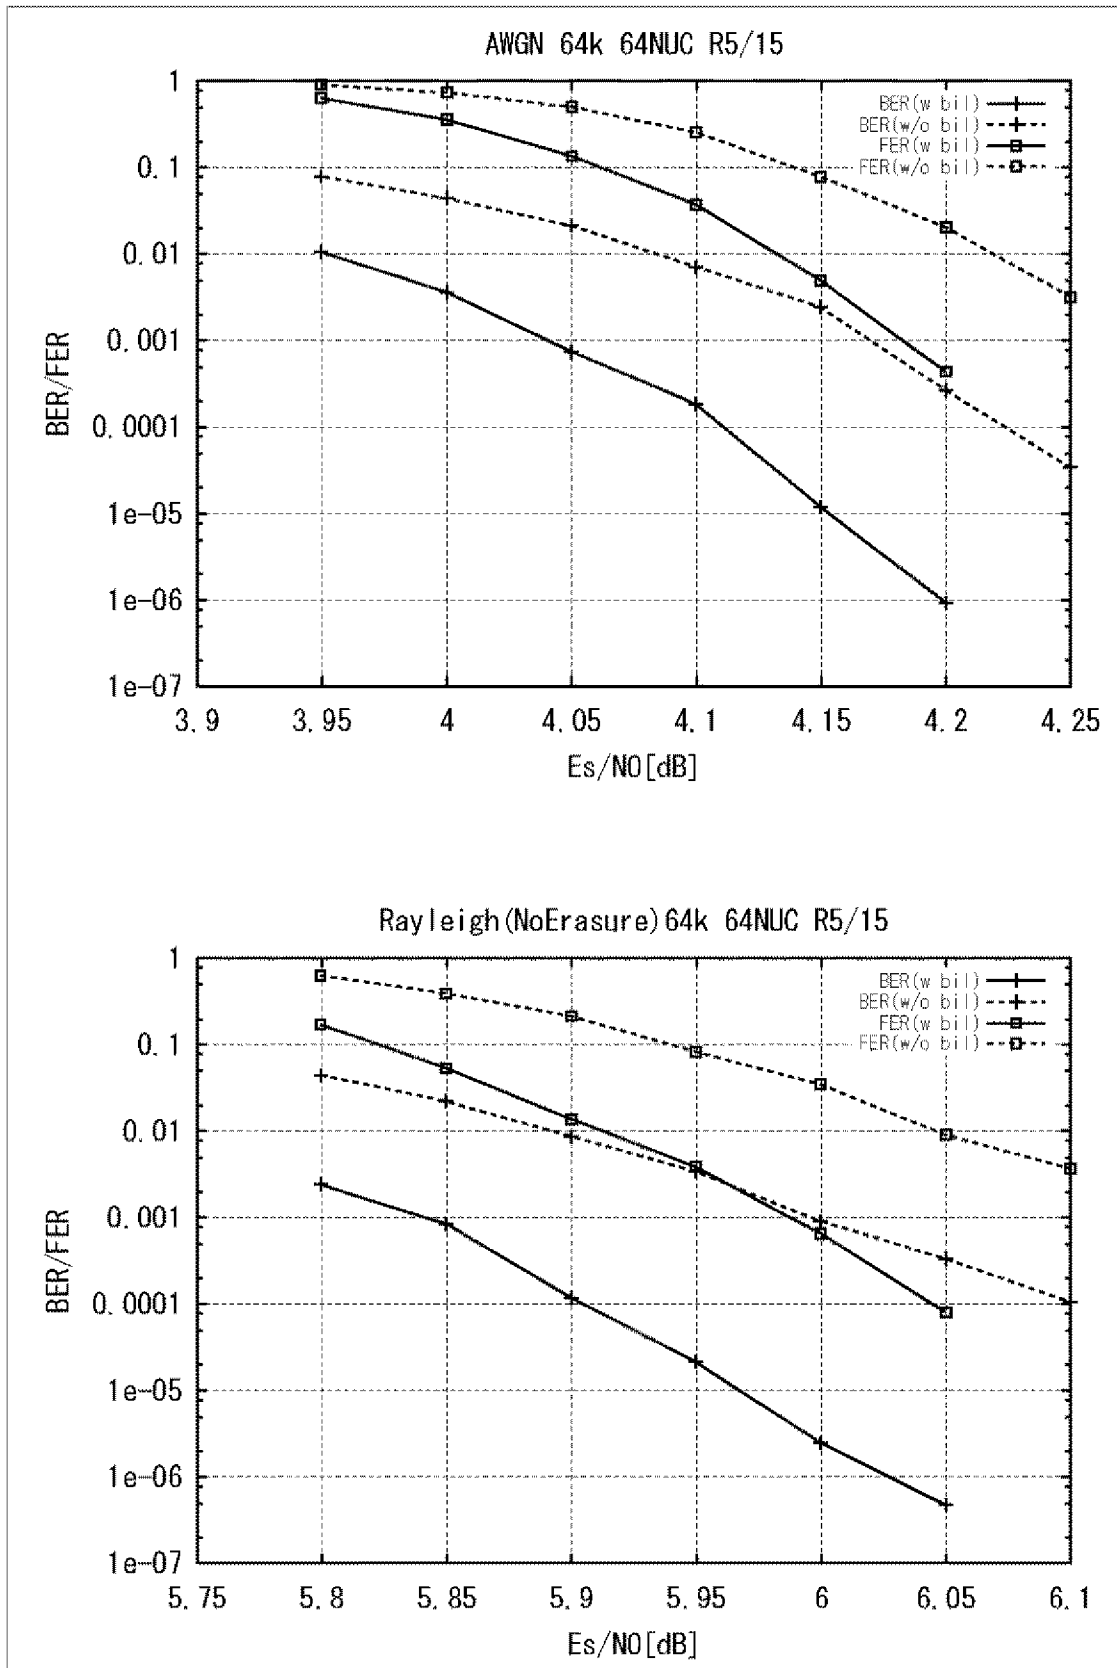 AWGN 64k 64NUC R5/15
1
0.1
0.01
0.001
0.0001
1e-05
1e-06
1e-07
BER/FER
BER(w bil)
BER(w/o bil)
FER(w bil)
FER(w/o bil)
3.9 3.95 4 4.05 4.1 4.15 4.2 4.25
Es/N0[dB]
Rayleigh(NoErasure)64k 64NUC R5/15
1
0.1
0.01
0.001
0.0001
1e-05
1e-06
1e-07
BER/FER
BER(w bil)
BER(w/o bil)
FER(w bil)
FER(w/o bil)
5.75 5.8 5.85 5.9 5.95 6 6.05 6.1
Es/N0[dB]